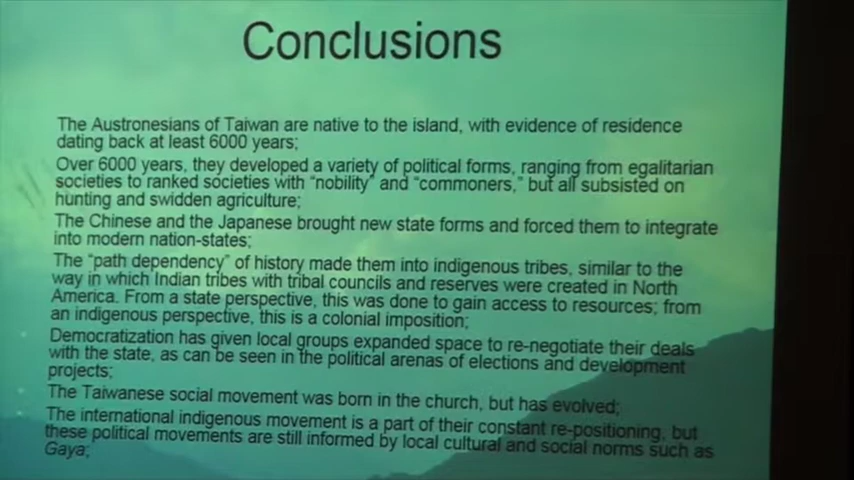 Conclusions
The Austronesians of Taiwan are native to the island, with evidence of residence
dating back at least 6000 years;
Over 6000 years, they developed a variety of political forms, ranging from egalitarian
societies to ranked societies with “nobility” and “commoners,” but all subsisted on
hunting and swidden agriculture;
The Chinese and the Japanese brought new state forms and forced them to integrate
into modern nation-states;
The “path dependency” of history made them into indigenous tribes, similar to the
way in which Indian tribes with tribal councils and reserves were created in North
America. From a state perspective, this was done to gain access to resources; from
an indigenous perspective, this is a colonial imposition;
Democratization has given local groups expanded space to re-negotiate their deals
with the state, as can be seen in the political arenas of elections and development
projects;
The Taiwanese social movement was born in the church, but has evolved;
The international indigenous movement is a part of their constant re-positioning, but
these political movements are still informed by local cultural and social norms such as
Gaya;